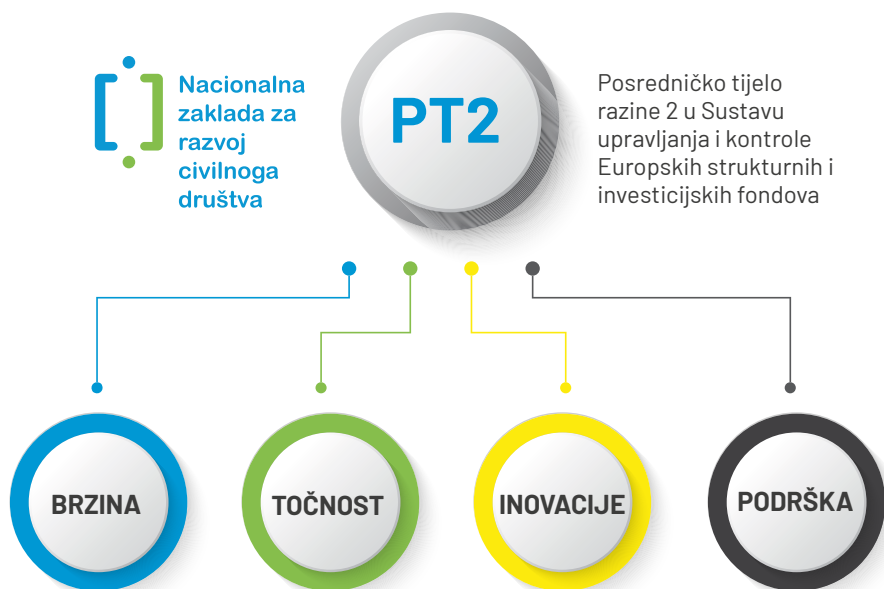 Nacionalna
zaklada za
razvoj
civilnoga
društva
PT2
Posredničko tijelo
razine 2 u Sustavu
upravljanja i kontrole
Europskih strukturnih i
investicijskih fondova
BRZINA
TOČNOST
INOVACIJE
PODRŠKA